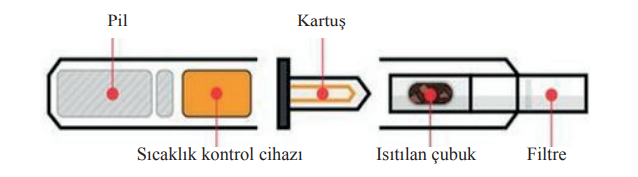 Pil
Kartuş
Sıcaklık kontrol cihazı
Isıtılan çubuk
Filtre